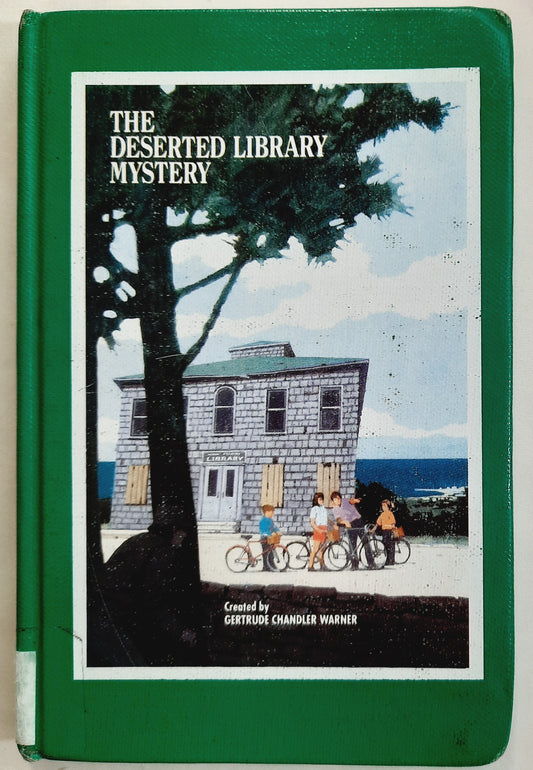 THE
DESERTED LIBRARY
MYSTERY
LIBRARY
Created by
GERTRUDE CHANDLER WARNER